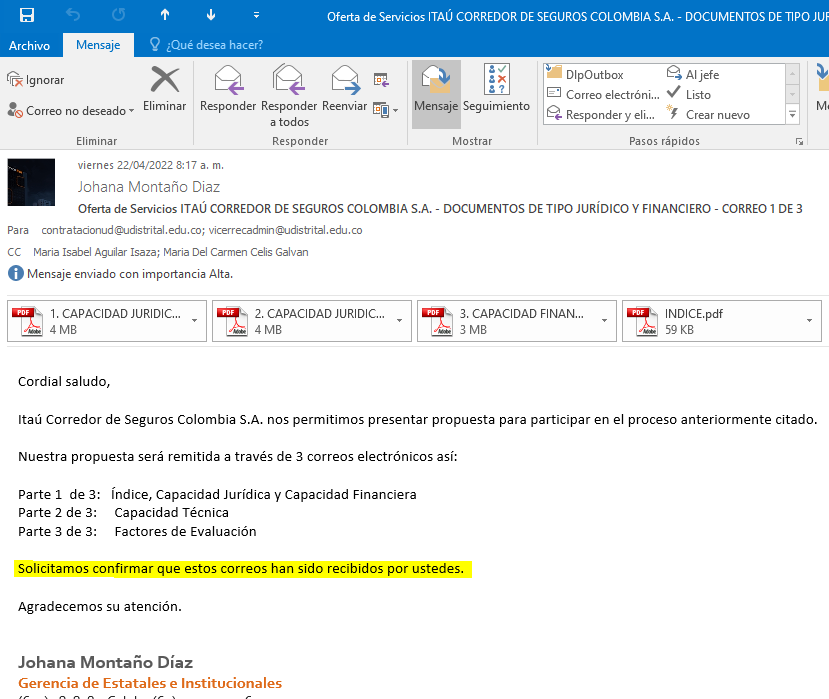 Oferta de Servicios ITAÚ CORREDOR DE SEGUROS COLOMBIA S.A. - DOCUMENTOS DE TIPO JUR
Archivo Mensaje ¿Qué desea hacer?
Ignorar
Correo no deseado
Eliminar
Responder
Responder a todos
Reenviar
Mensaje
Seguimiento
DlpOutbox
Correo electróni...
Responder y eli...
Al jefe
Listo
Crear nuevo
Eliminar Responder Mostrar Pasos rápidos
viernes 22/04/2022 8:17 a. m.
Johana Montaño Diaz
Oferta de Servicios ITAÚ CORREDOR DE SEGUROS COLOMBIA S.A. - DOCUMENTOS DE TIPO JURÍDICO Y FINANCIERO - CORREO 1 DE 3
Para contratacionud@udistrital.edu.co; vicerrecadmin@udistrital.edu.co
CC Maria Isabel Aguilar Isaza; Maria Del Carmen Celis Galvan
Mensaje enviado con importancia Alta.
PDF Adobe 1. CAPACIDAD JURIDIC... 4 MB
PDF Adobe 2. CAPACIDAD JURIDIC... 4 MB
PDF Adobe 3. CAPACIDAD FINAN... 3 MB
PDF Adobe INDICE.pdf 59 KB
Cordial saludo,
Itaú Corredor de Seguros Colombia S.A. nos permitimos presentar propuesta para participar en el proceso anteriormente citado.
Nuestra propuesta será remitida a través de 3 correos electrónicos así:
Parte 1 de 3: Índice, Capacidad Jurídica y Capacidad Financiera
Parte 2 de 3: Capacidad Técnica
Parte 3 de 3: Factores de Evaluación
Solicitamos confirmar que estos correos han sido recibidos por ustedes.
Agradecemos su atención.
Johana Montaño Díaz
Gerencia de Estatales e Institucionales